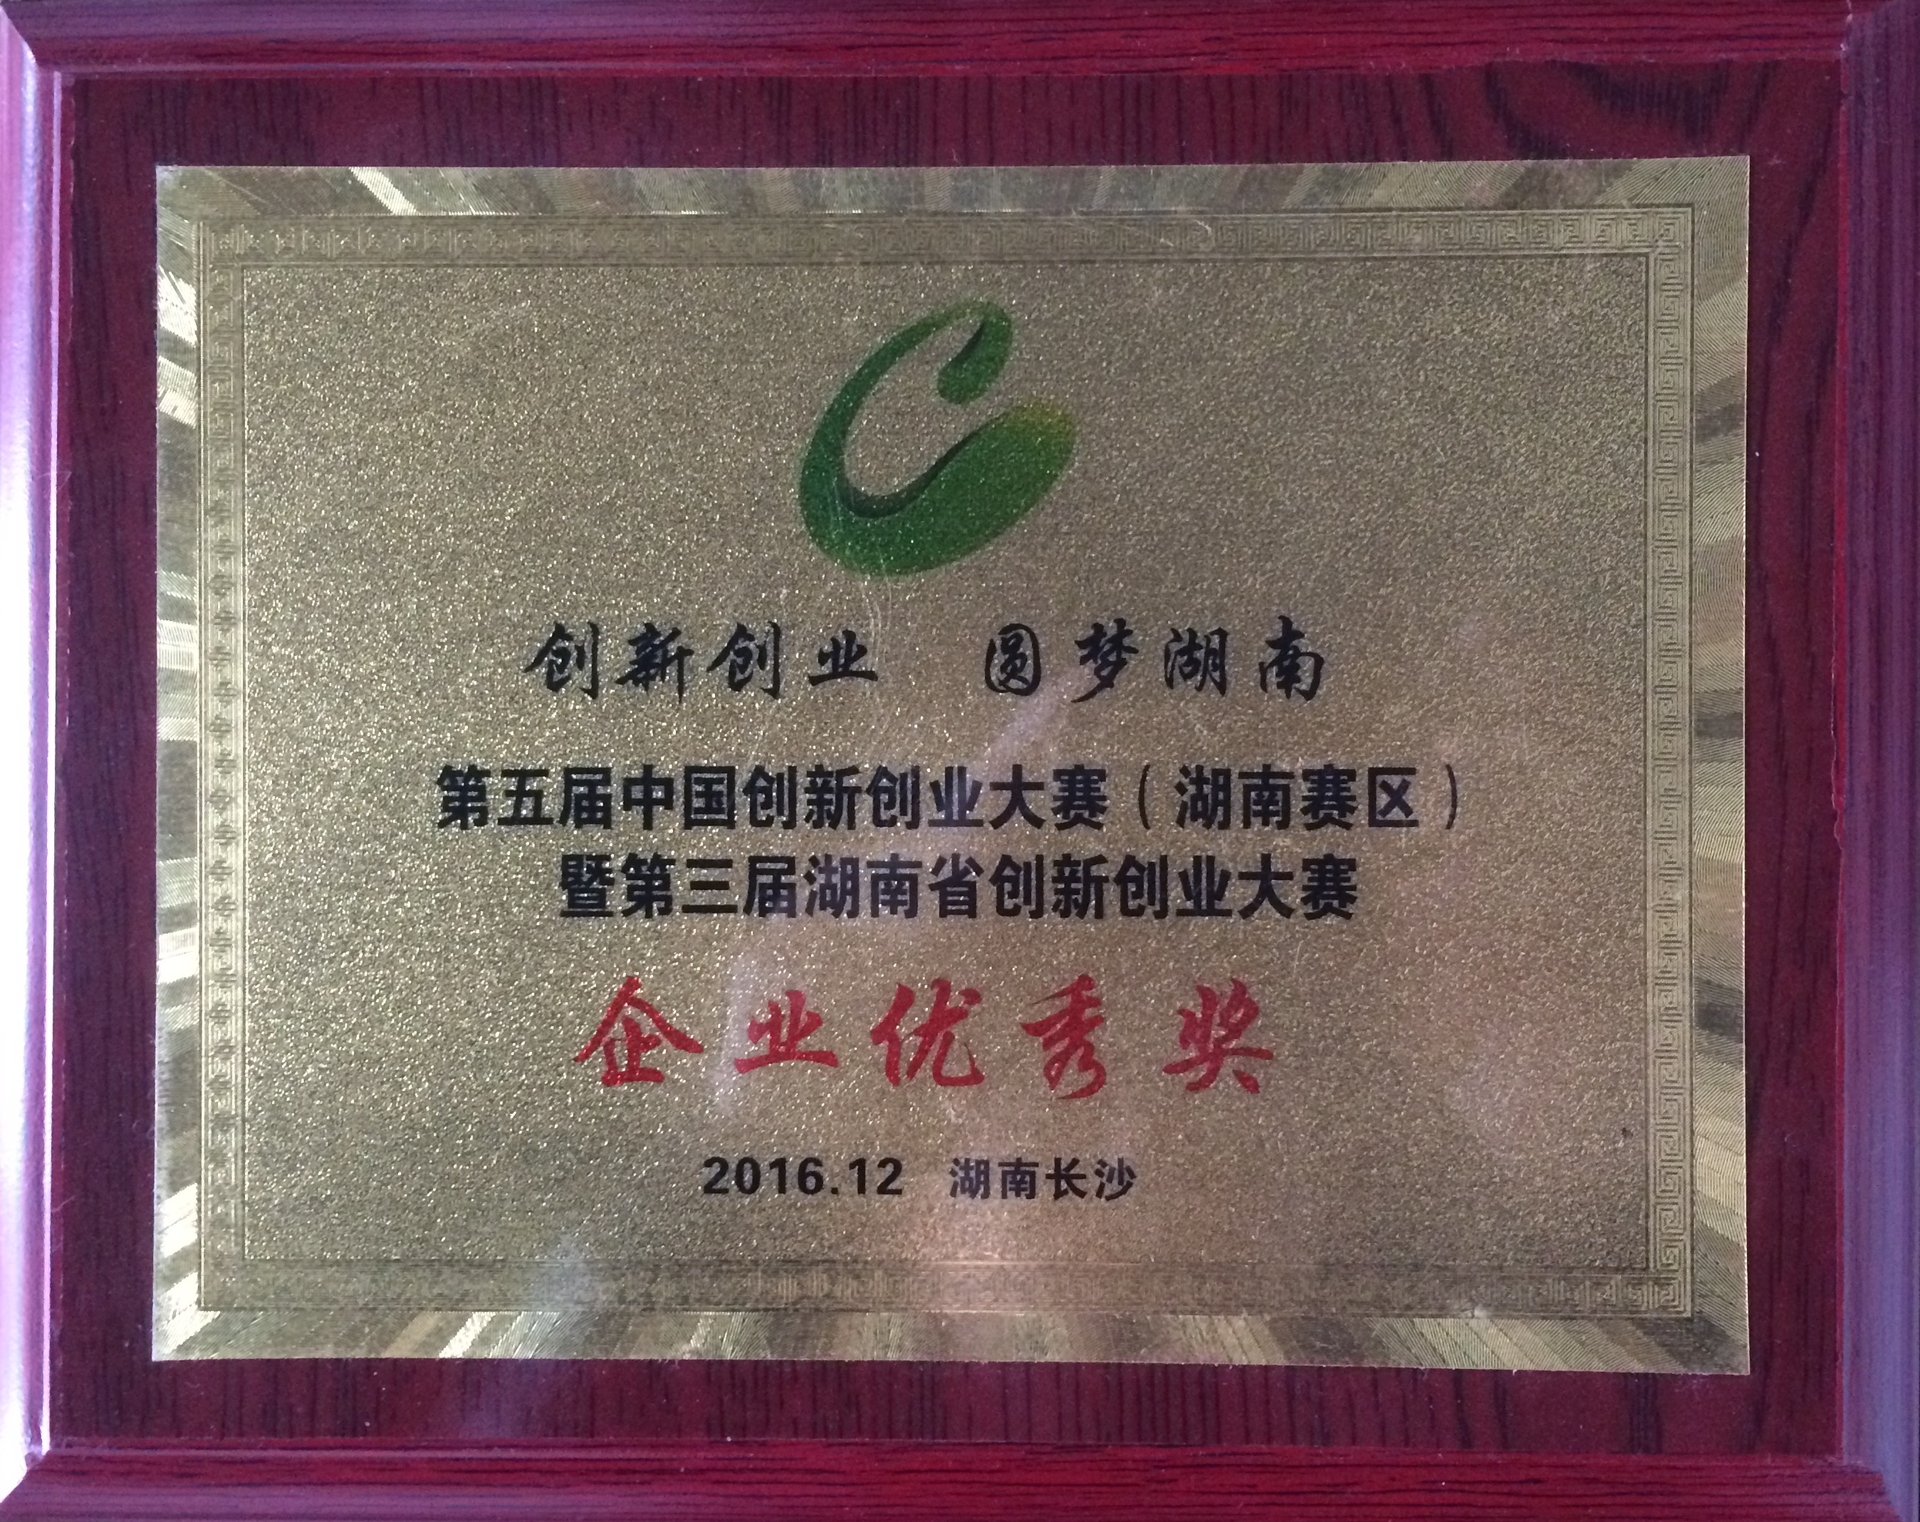 创新创业 圆梦湖南
第五届中国创新创业大赛（湖南赛区）
暨第三届湖南省创新创业大赛
企业优秀奖
2016.12 湖南长沙